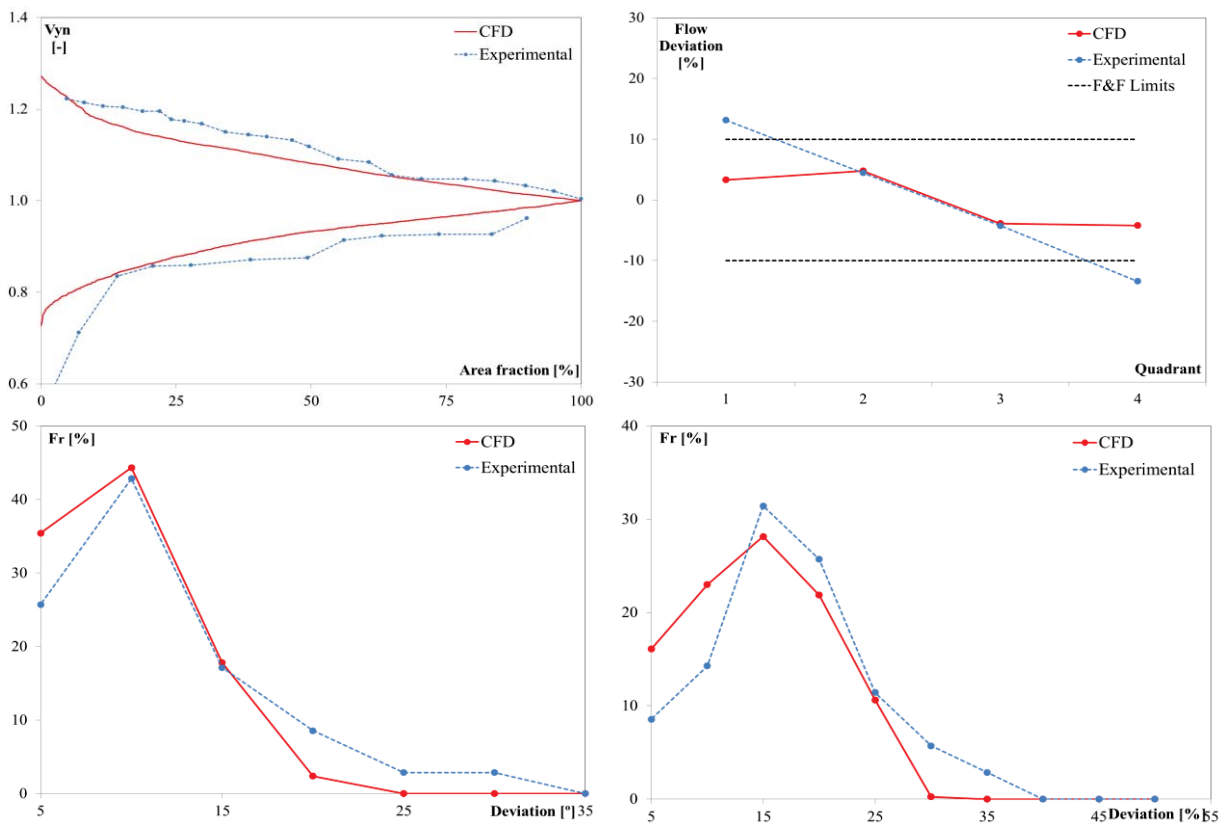 Vyn
[-]
CFD
Experimental
1.4
1.2
1.0
0.8
0.6
0 25 50 75 100
Area fraction [%]
Flow
Deviation
[%]
CFD
Experimental
F&F Limits
30
20
10
0
-10
-20
-30
1 2 3 4
Quadrant
Fr [%]
CFD
Experimental
50
40
30
20
10
0
5 15 25 35
Deviation [°]
Fr [%]
CFD
Experimental
40
30
20
10
0
5 15 25 35 45 55
Deviation [%]